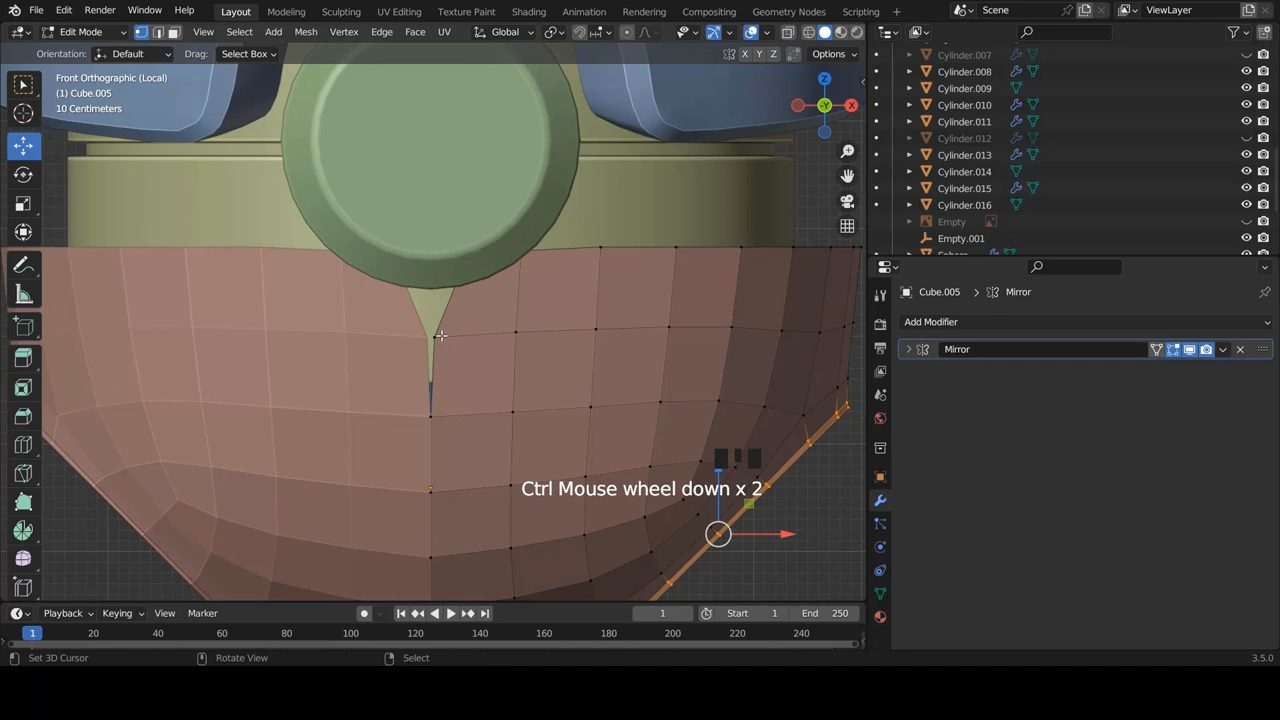 File Edit Render Window Help Layout Modeling Sculpting UV Editing Texture Paint Shading Animation Rendering Compositing Geometry Nodes Scripting Scene ViewLayer
Edit Mode View Select Add Mesh Vertex Edge Face UV Global
Orientation: Default Drag: Select Box X Y Z Options
Front Orthographic (Local)
(1) Cube.005
10 Centimeters
Z
Y
X
Cylinder.007
Cylinder.008
Cylinder.009
Cylinder.010
Cylinder.011
Cylinder.012
Cylinder.013
Cylinder.014
Cylinder.015
Cylinder.016
Empty
Empty.001
Cube.005 > Mirror
Add Modifier
Mirror
Ctrl Mouse wheel down x 2
Playback Keying View Marker 1 Start 1 End 250
1 20 40 60 80 100 120 140 160 180 200 220 240
Set 3D Cursor Rotate View Select 3.5.0